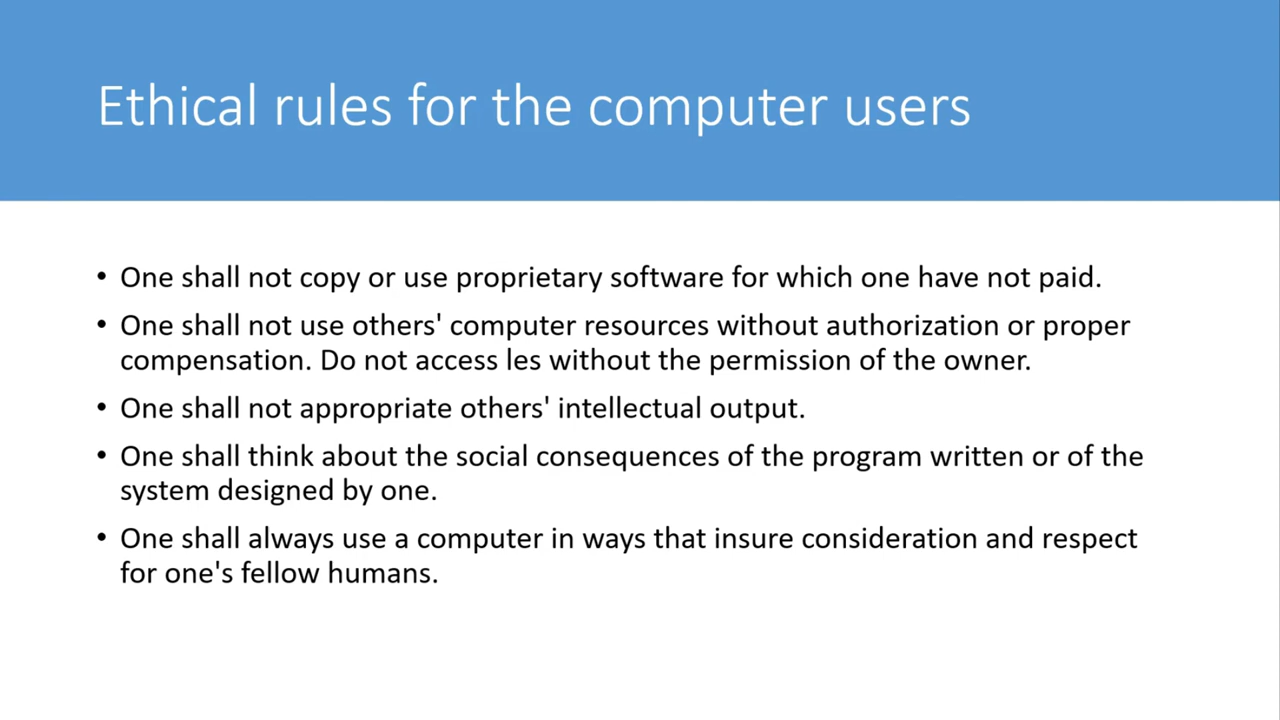 Ethical rules for the computer users
• One shall not copy or use proprietary software for which one have not paid.
• One shall not use others' computer resources without authorization or proper
compensation. Do not access les without the permission of the owner.
• One shall not appropriate others' intellectual output.
• One shall think about the social consequences of the program written or of the
system designed by one.
• One shall always use a computer in ways that insure consideration and respect
for one's fellow humans.